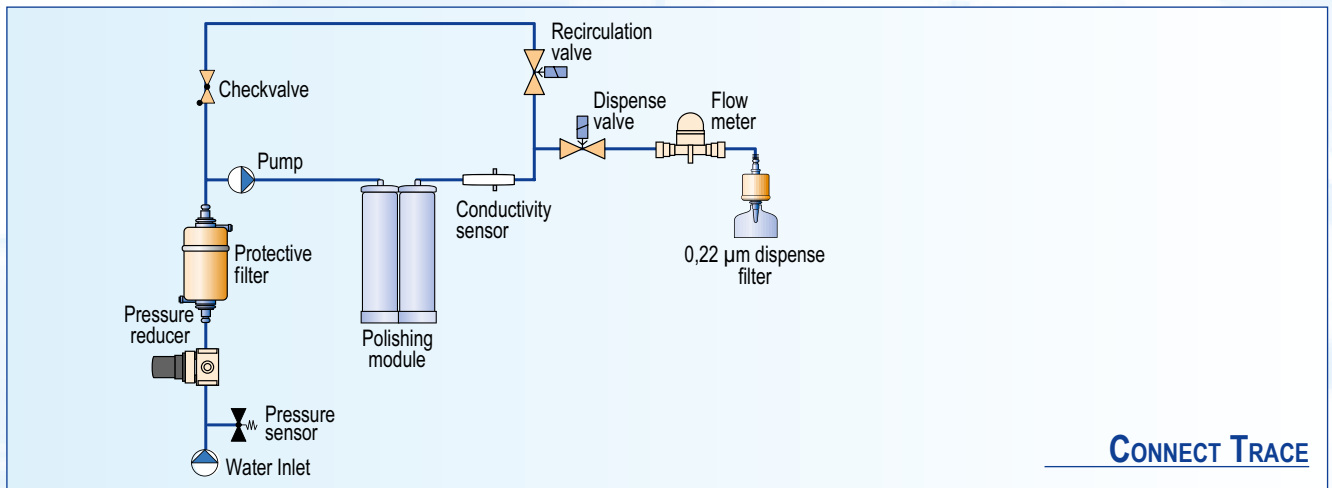 Recirculation
valve
Checkvalve
Dispense
valve
Flow
meter
Pump
Conductivity
sensor
Protective
filter
0,22 µm dispense
filter
Pressure
reducer
Polishing
module
Pressure
sensor
Water Inlet
CONNECT TRACE